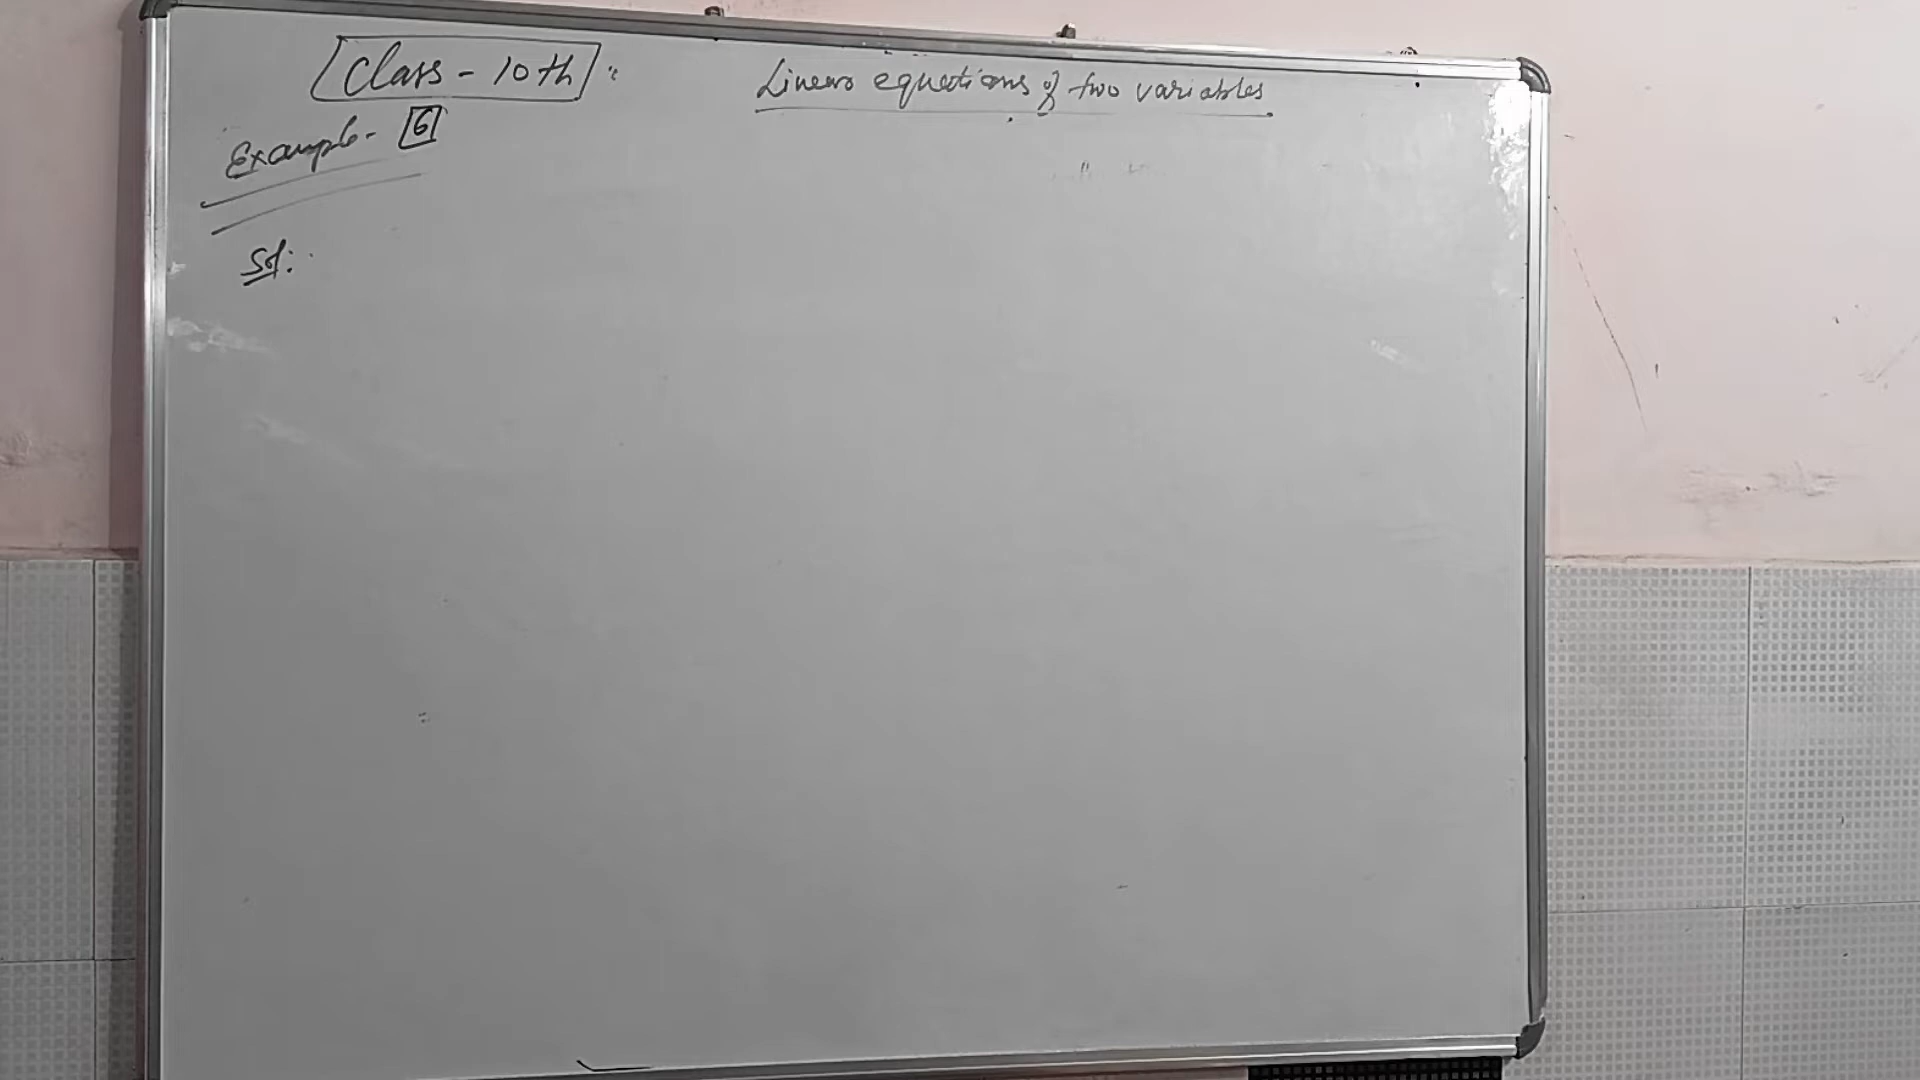 Class - 10th :
Linear equations of two variables
Example - 6
Sol: